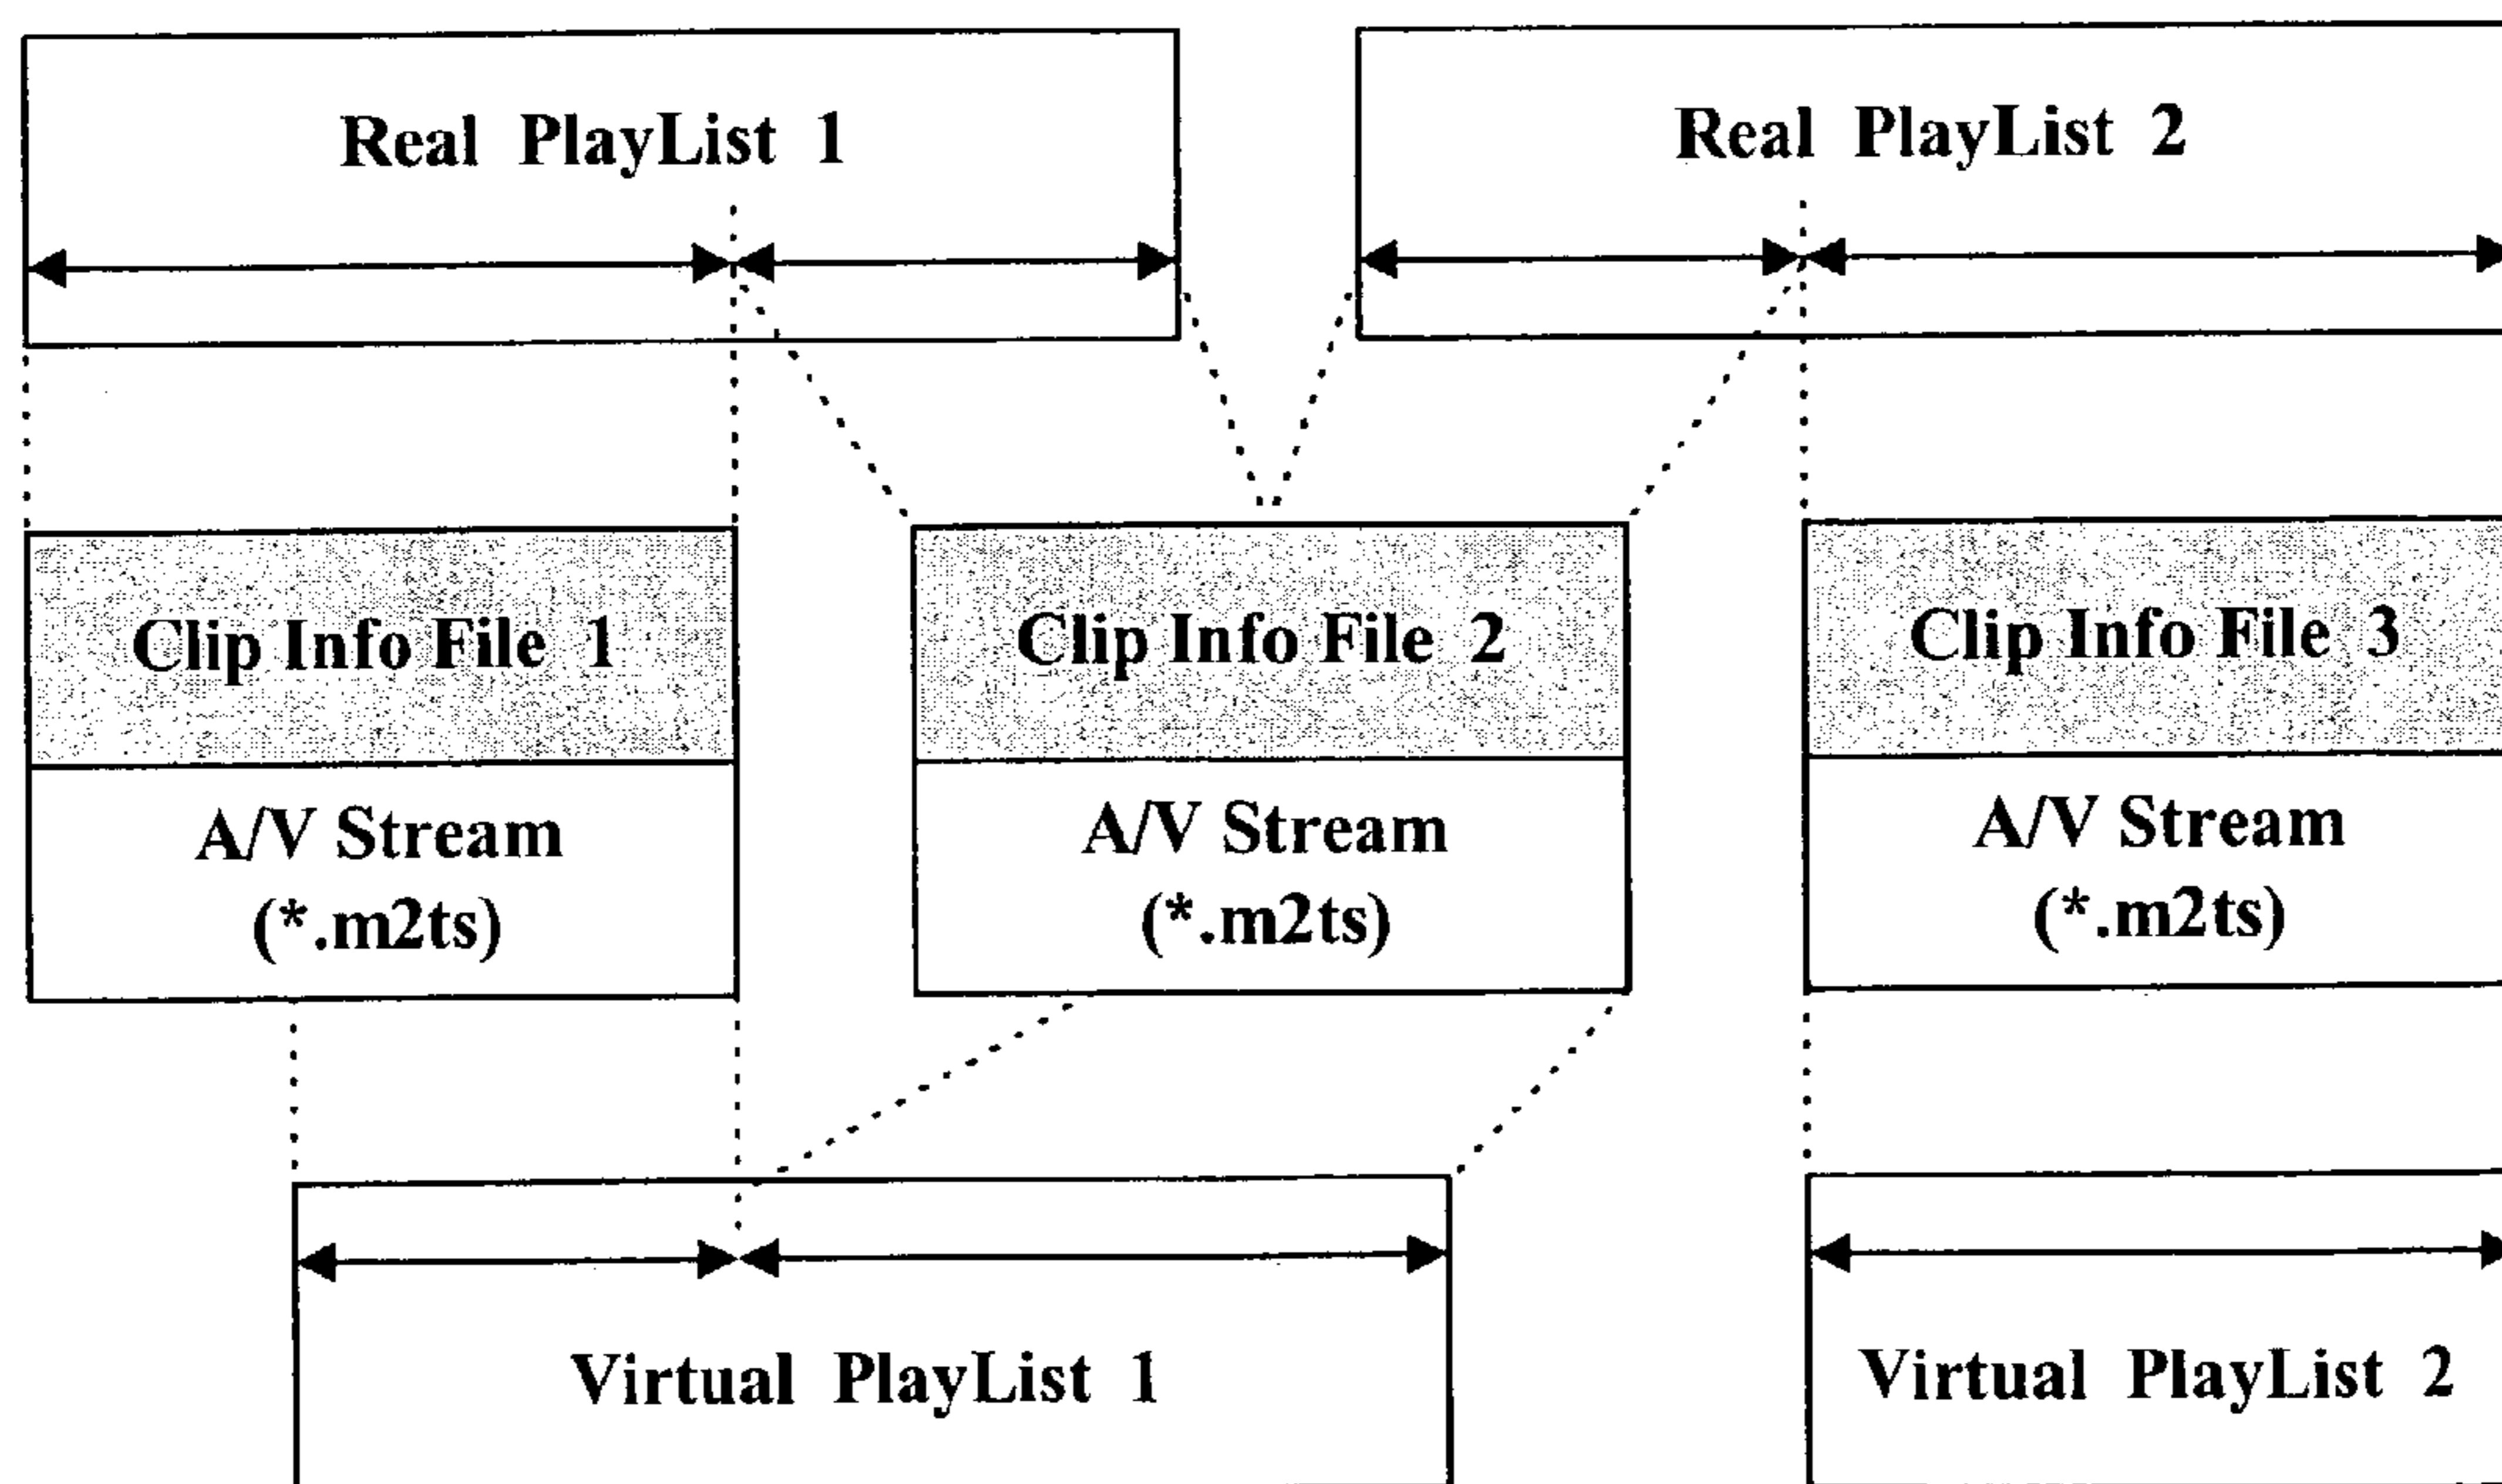 Real PlayList 1
Real PlayList 2
Clip Info File 1
Clip Info File 2
Clip Info File 3
A/V Stream
(*.m2ts)
A/V Stream
(*.m2ts)
A/V Stream
(*.m2ts)
Virtual PlayList 1
Virtual PlayList 2